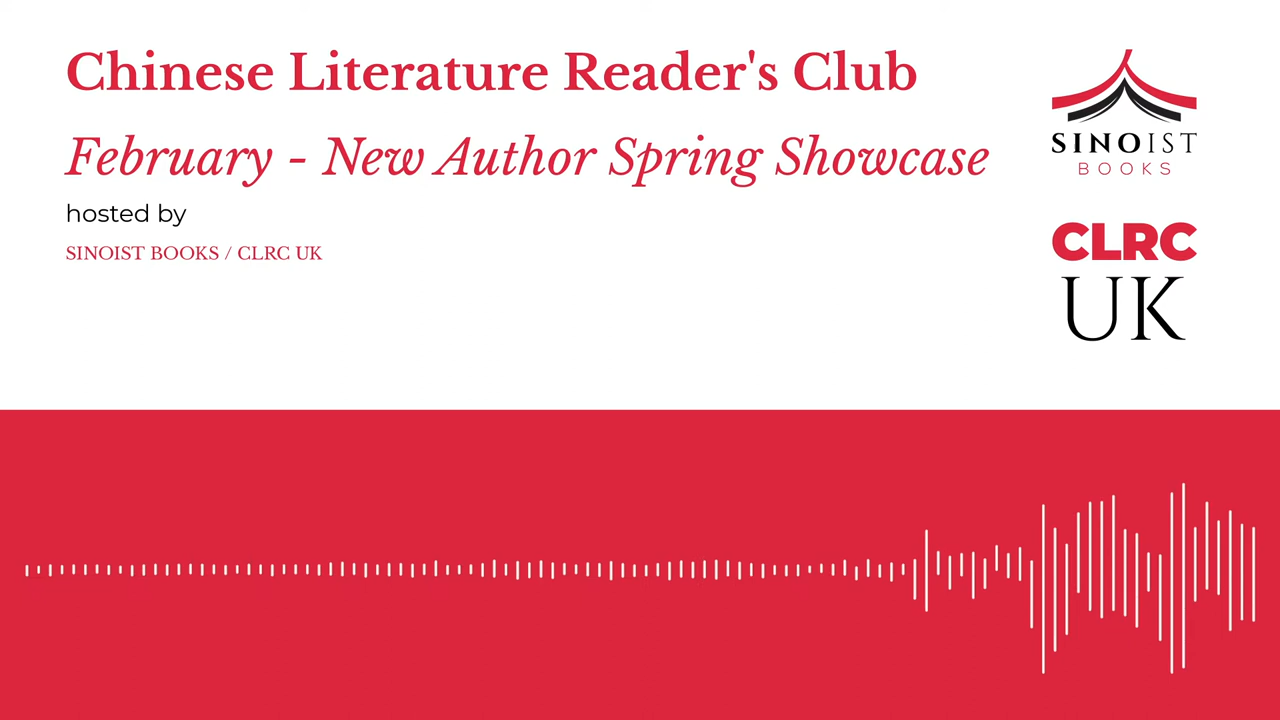 Chinese Literature Reader's Club
February - New Author Spring Showcase
hosted by
SINOIST BOOKS / CLRC UK
SINOIST
BOOKS
CLRC
UK